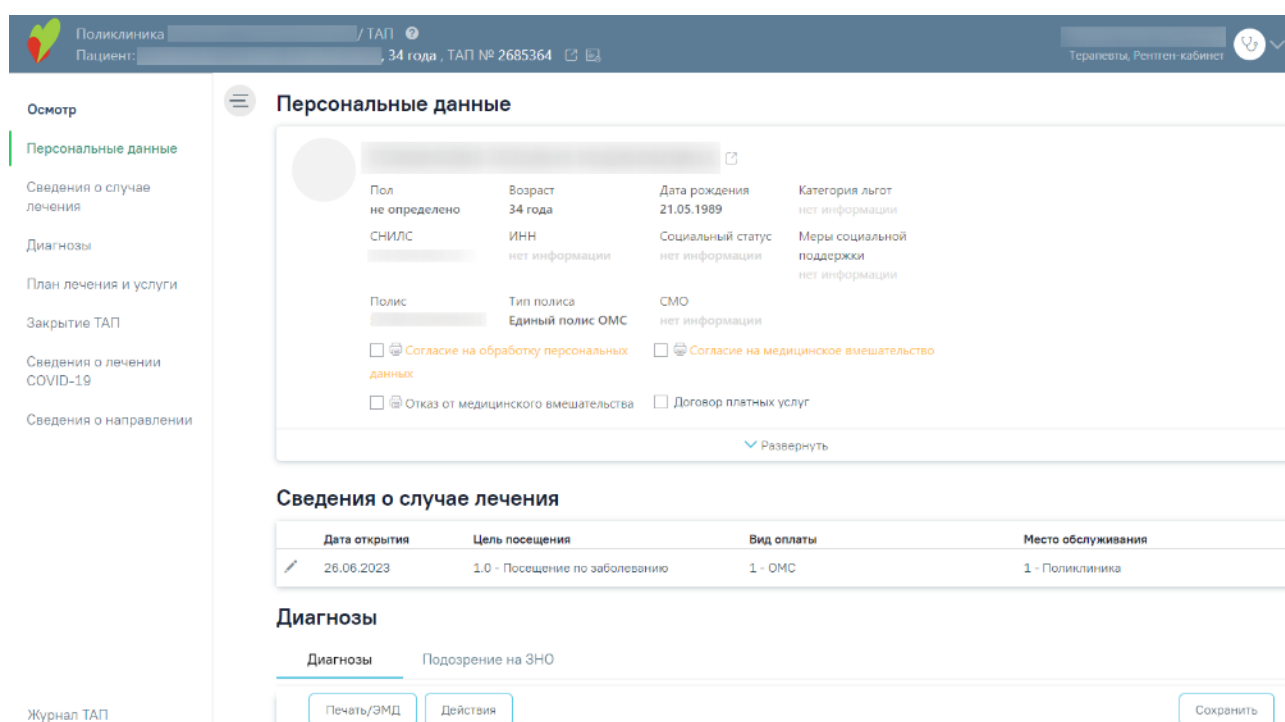 Поликлиника / ТАП
Пациент: , 34 года , ТАП № 2685364
Терапевты, Рентген-кабинет
Осмотр
Персональные данные
Сведения о случае
лечения
Диагнозы
План лечения и услуги
Закрытие ТАП
Сведения о лечении
COVID-19
Сведения о направлении
Журнал ТАП
Персональные данные
Пол Возраст Дата рождения Категория льгот
не определено 34 года 21.05.1989 нет информации
СНИЛС ИНН Социальный статус Меры социальной
нет информации нет информации поддержки
нет информации
Полис Тип полиса СМО
Единый полис ОМС нет информации
Согласие на обработку персональных Согласие на медицинское вмешательство
данных
Отказ от медицинского вмешательства Договор платных услуг
Развернуть
Сведения о случае лечения
Дата открытия Цель посещения Вид оплаты Место обслуживания
26.06.2023 1.0 - Посещение по заболеванию 1 - ОМС 1 - Поликлиника
Диагнозы
Диагнозы Подозрение на ЗНО
Печать/ЭМД Действия Сохранить